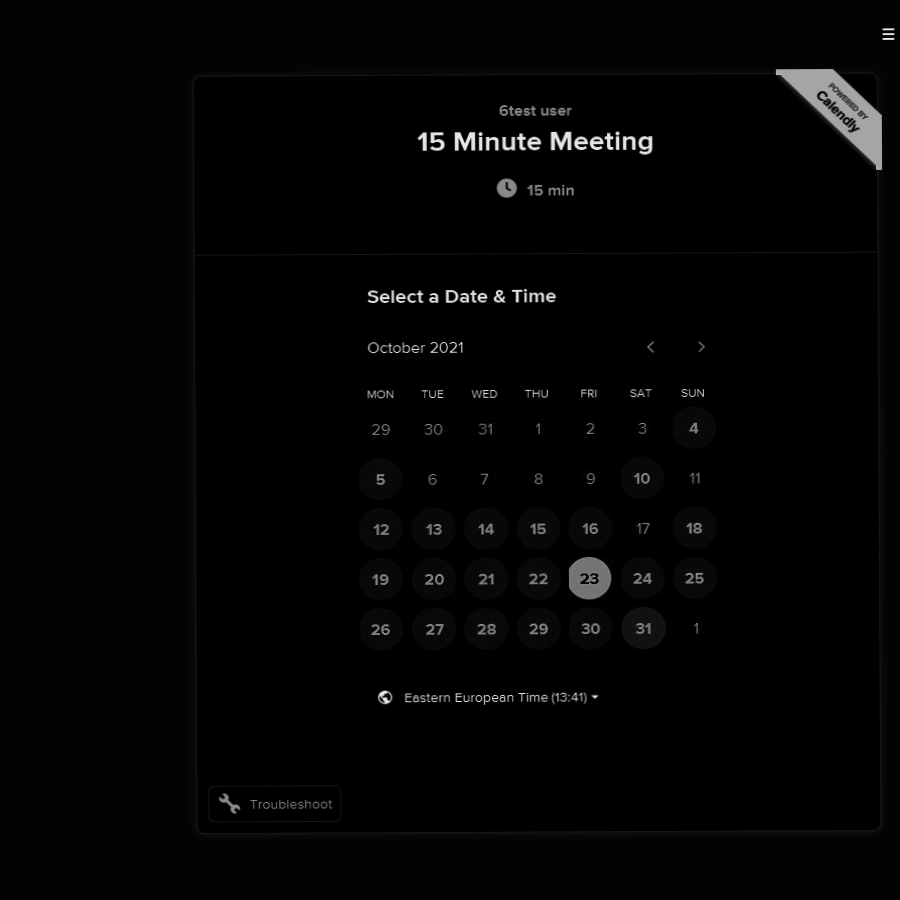 POWERED BY
Calendly
6test user
15 Minute Meeting
15 min
Select a Date & Time
October 2021
MON TUE WED THU FRI SAT SUN
29 30 31 1 2 3 4
5 6 7 8 9 10 11
12 13 14 15 16 17 18
19 20 21 22 23 24 25
26 27 28 29 30 31 1
Eastern European Time (13:41)
Troubleshoot